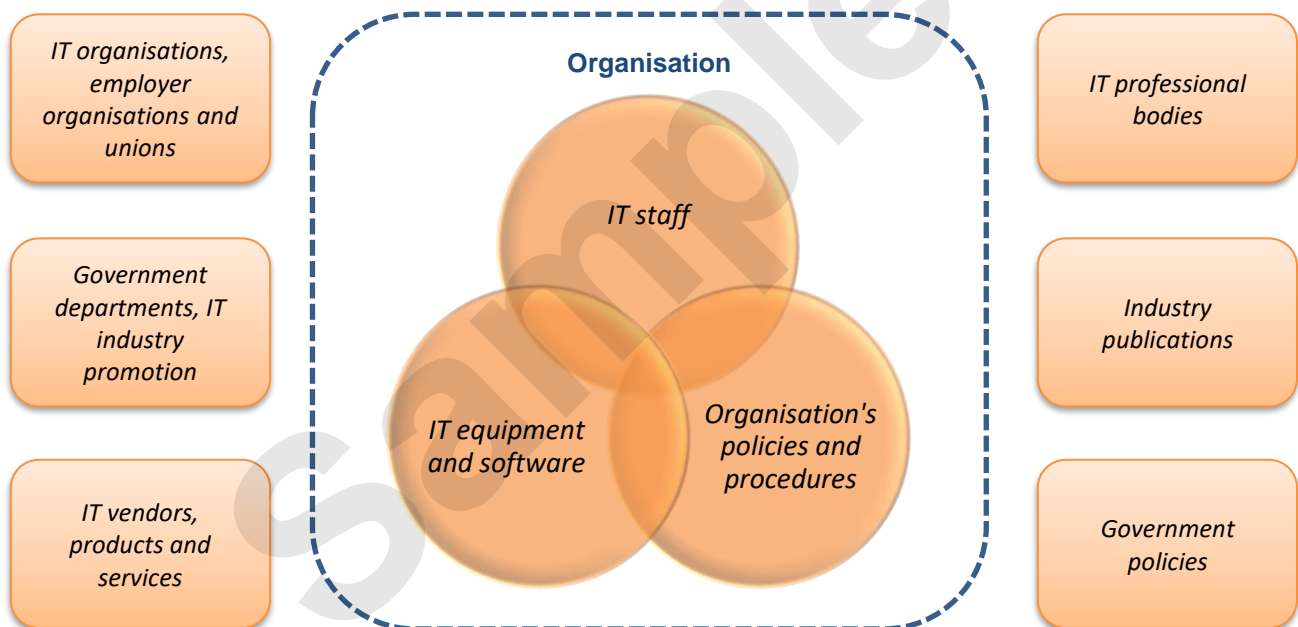 IT organisations,
employer
organisations and
unions
Government
departments, IT
industry
promotion
IT vendors,
products and
services
Organisation
IT staff
IT equipment
and software
Organisation's
policies and
procedures
IT professional
bodies
Industry
publications
Government
policies
Sample